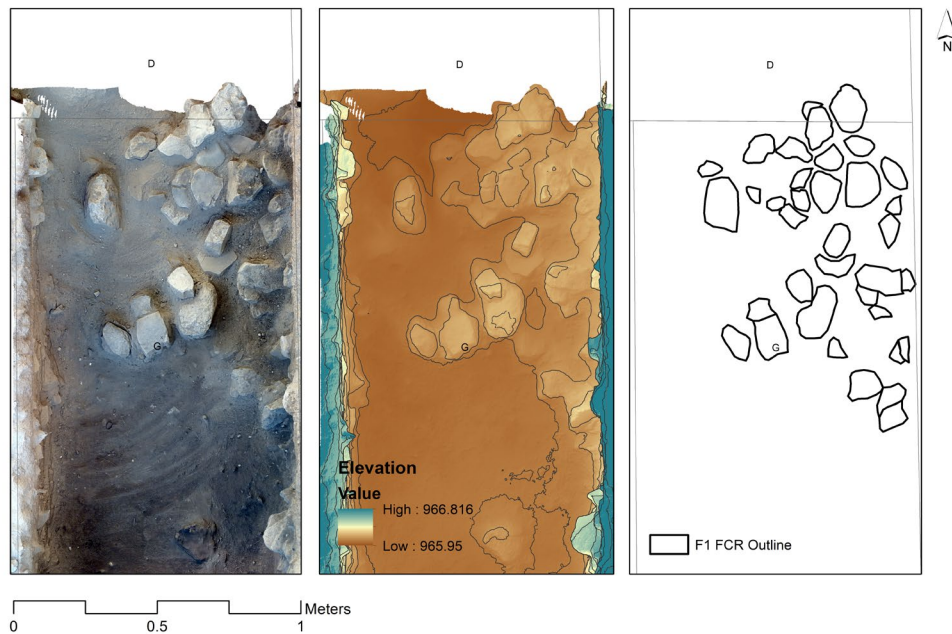 D
D
D
N
G
G
G
Elevation
Value
High : 966.816
Low : 965.95
F1 FCR Outline
Meters
0 0.5 1